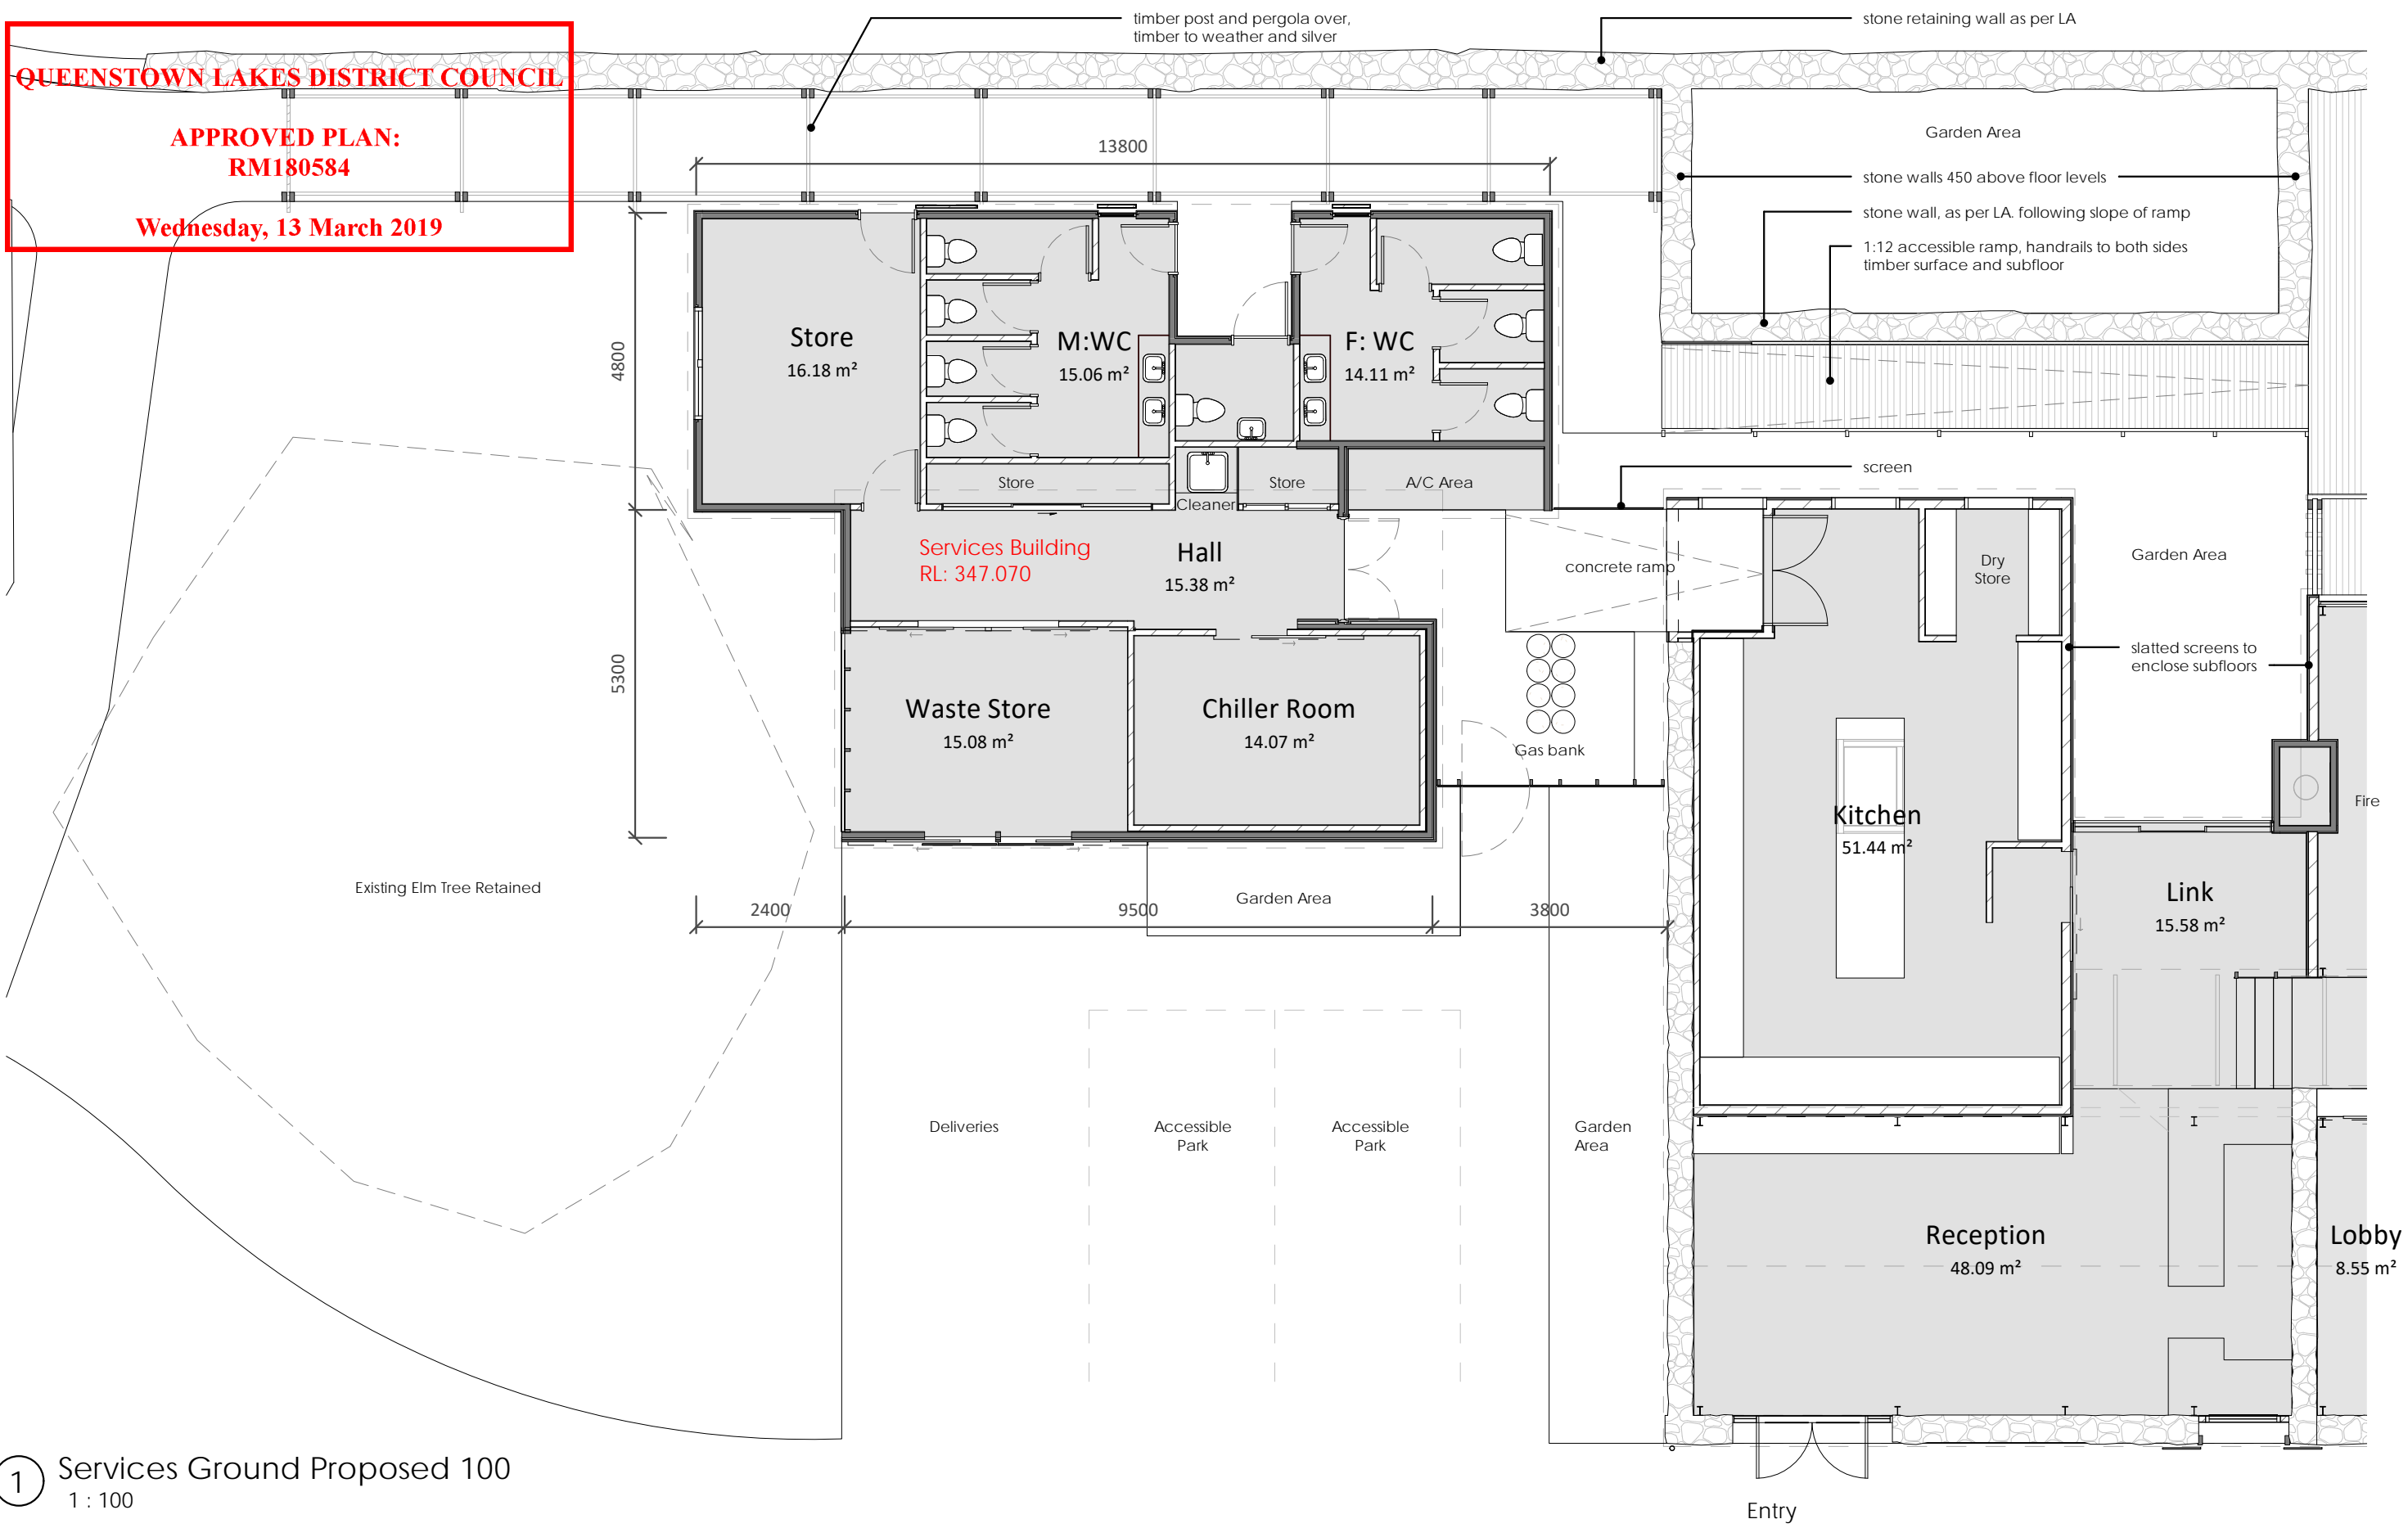 timber post and pergola over,
timber to weather and silver
stone retaining wall as per LA
QUEENSTOWN LAKES DISTRICT COUNCIL
APPROVED PLAN:
RM180584
Wednesday, 13 March 2019
13800
Garden Area
stone walls 450 above floor levels
stone wall, as per LA. following slope of ramp
1:12 accessible ramp, handrails to both sides
timber surface and subfloor
4800
Store
16.18 m²
M:WC
15.06 m²
F: WC
14.11 m²
screen
Store
Cleaner
Store
A/C Area
Services Building
RL: 347.070
Hall
15.38 m²
concrete ramp
Dry
Store
Garden Area
5300
slatted screens to
enclose subfloors
Waste Store
15.08 m²
Chiller Room
14.07 m²
Gas bank
Fire
Kitchen
51.44 m²
Existing Elm Tree Retained
Garden Area
2400
9500
3800
Link
15.58 m²
Deliveries
Accessible
Park
Accessible
Park
Garden
Area
Reception
48.09 m²
Lobby
8.55 m²
1
Services Ground Proposed 100
1 : 100
Entry